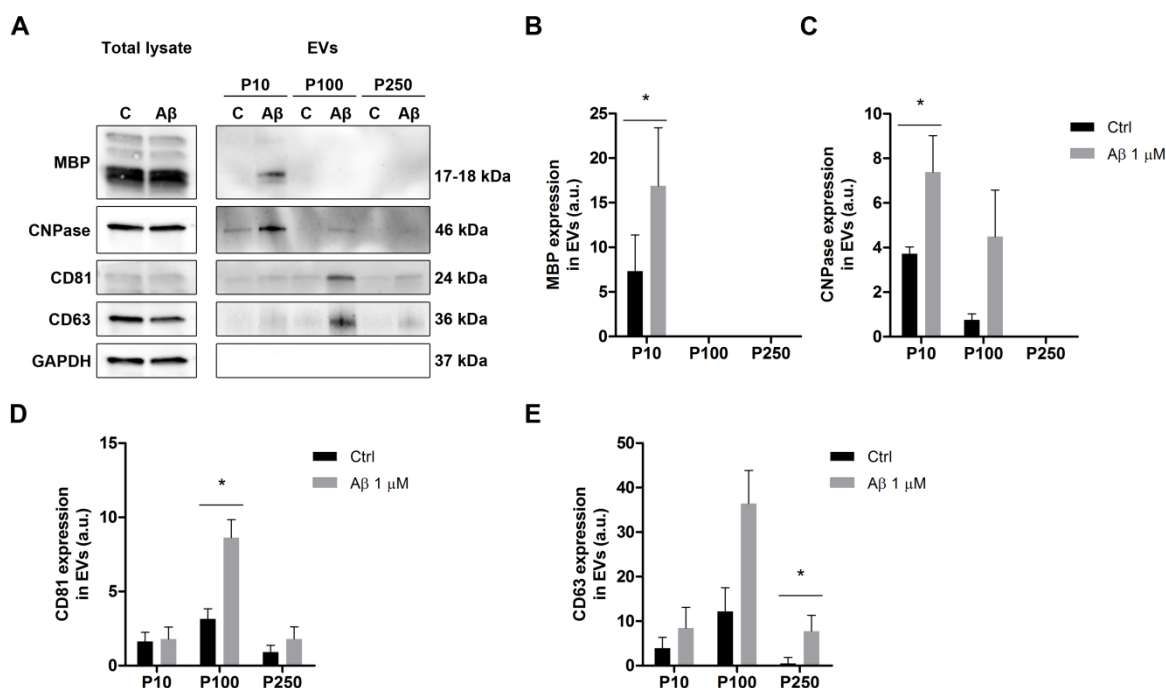 A
Total lysate
EVs
P10 P100 P250
C Aβ C Aβ C Aβ C Aβ
MBP
17-18 kDa
CNPase
46 kDa
CD81
24 kDa
CD63
36 kDa
GAPDH
37 kDa
B
MBP expression
in EVs (a.u.)
25
20
15
10
5
0
*
P10 P100 P250
C
CNPase expression
in EVs (a.u.)
10
8
6
4
2
0
*
P10 P100 P250
Ctrl
Aβ 1 μM
D
CD81 expression
in EVs (a.u.)
15
10
5
0
*
P10 P100 P250
Ctrl
Aβ 1 μM
E
CD63 expression
in EVs (a.u.)
50
40
30
20
10
0
*
P10 P100 P250
Ctrl
Aβ 1 μM